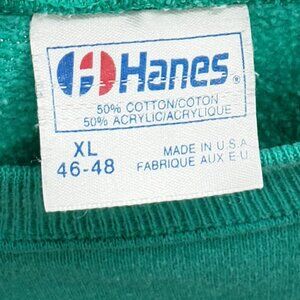 Hanes®
50% COTTON/COTON
50% ACRYLIC/ACRYLIQUE
XL
46-48
MADE IN U.S.A
FABRIQUE AUX E U